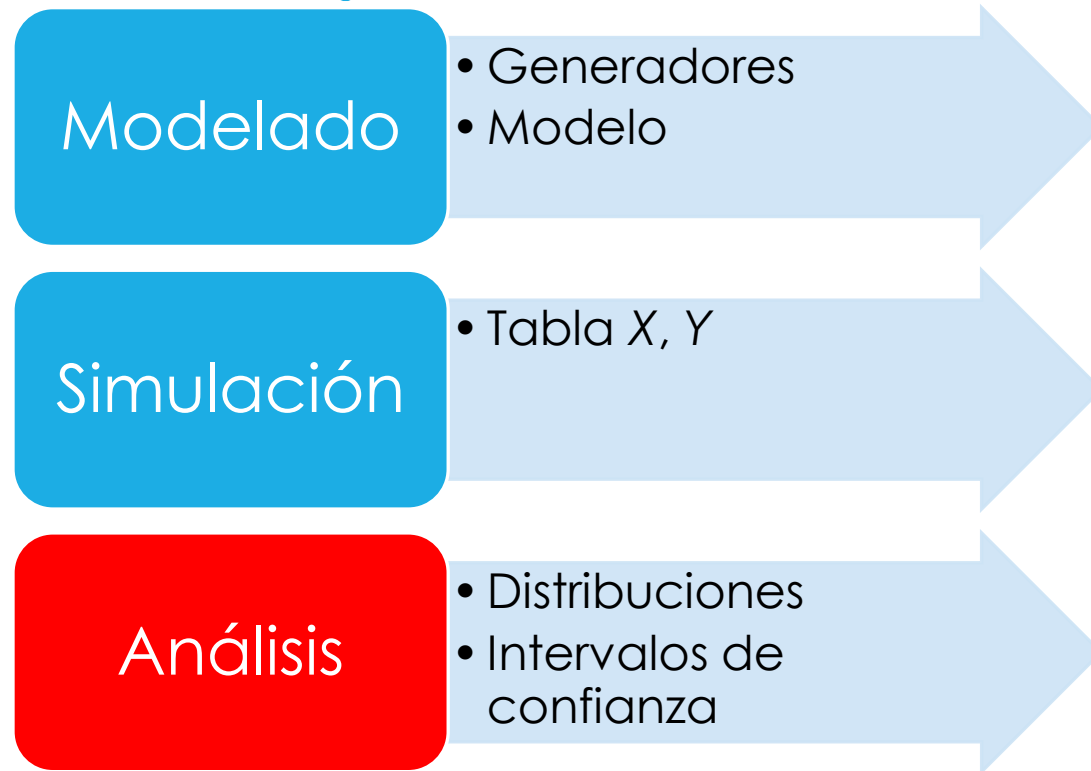 Modelado
• Generadores
• Modelo
Simulación
• Tabla X, Y
Análisis
• Distribuciones
• Intervalos de
confianza